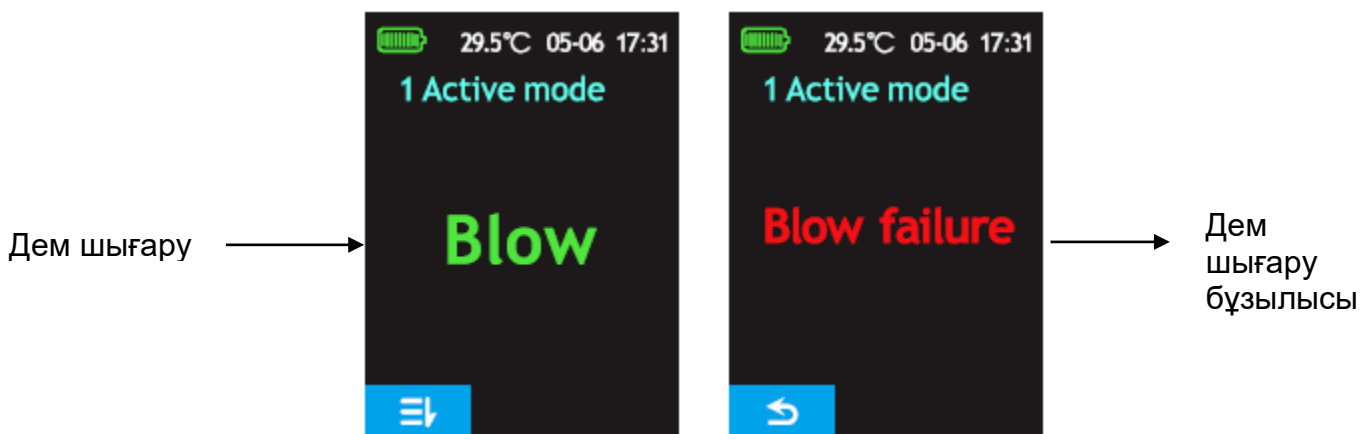 Дем шығару
29.5°C 05-06 17:31
1 Active mode
Blow
29.5°C 05-06 17:31
1 Active mode
Blow failure
Дем
шығару
бұзылысы